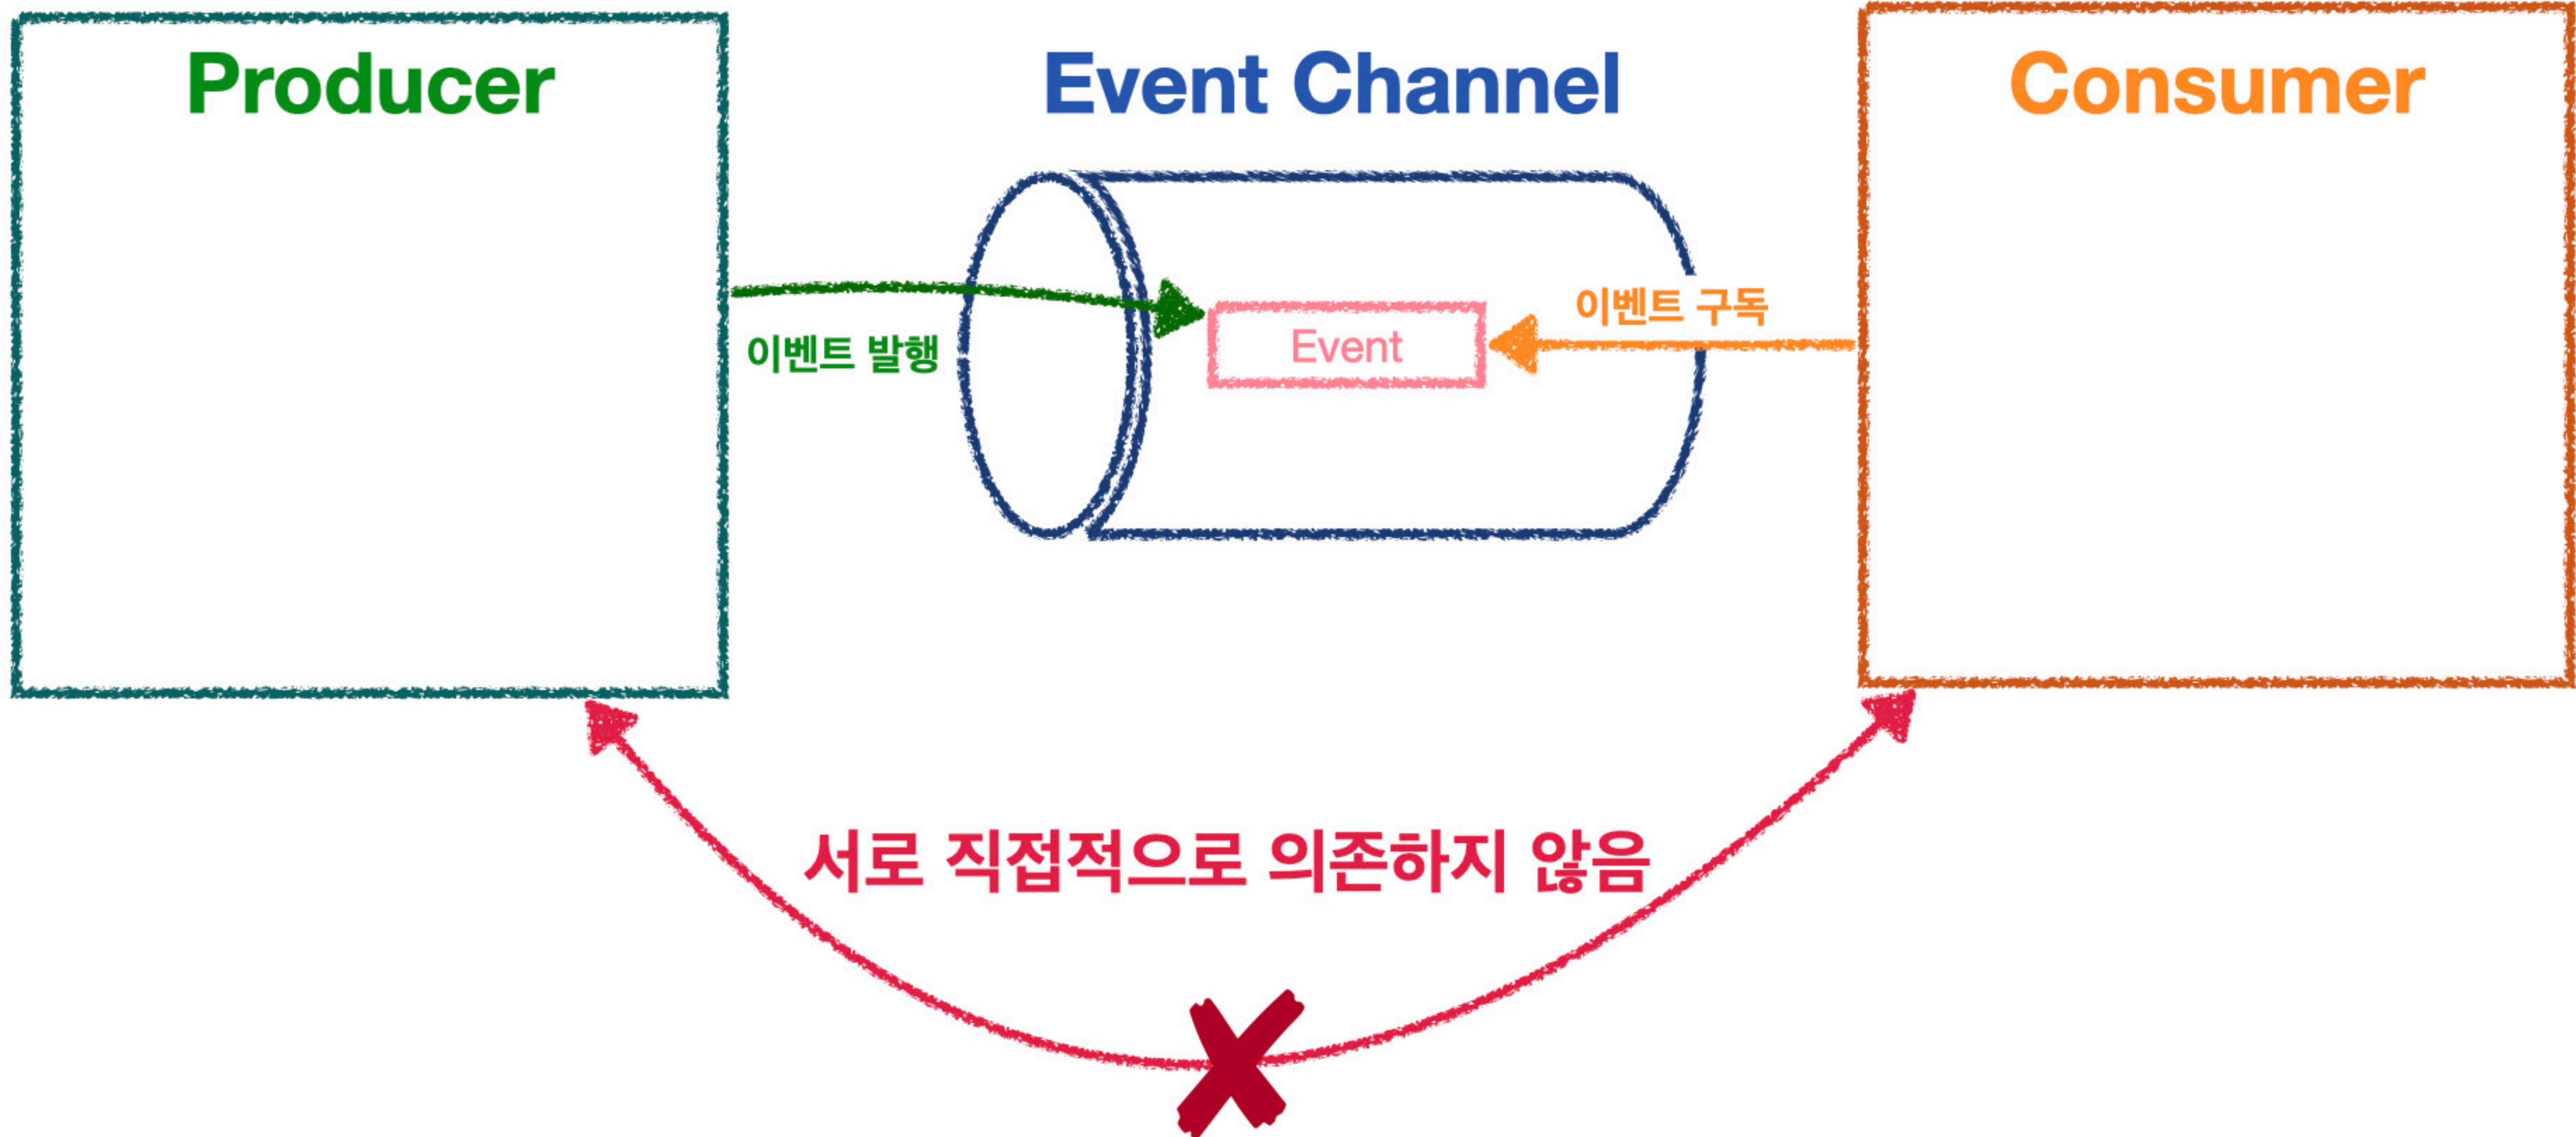 Producer
Event Channel
Consumer
이벤트 발행
Event
이벤트 구독
서로 직접적으로 의존하지 않음